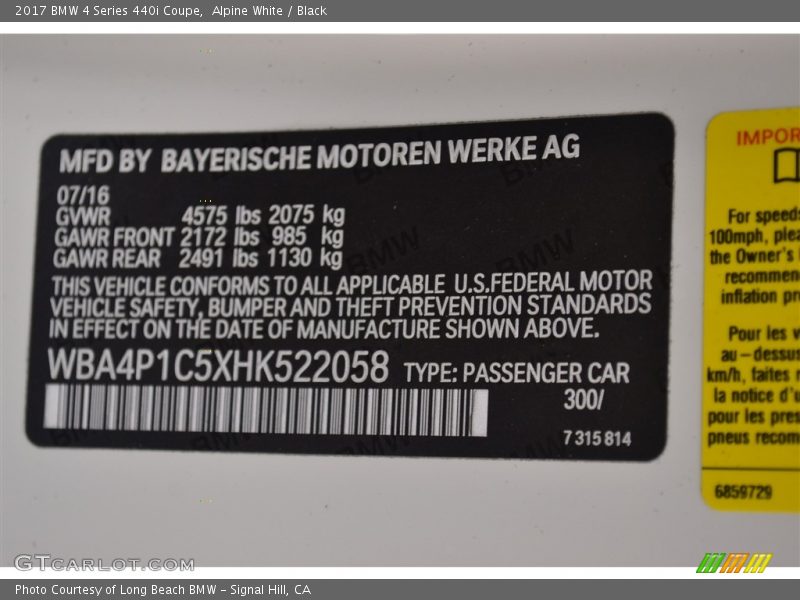 2017 BMW 4 Series 440i Coupe, Alpine White / Black
MFD BY BAYERISCHE MOTOREN WERKE AG
07/16
GVWR 4575 lbs 2075 kg
GAWR FRONT 2172 lbs 985 kg
GAWR REAR 2491 lbs 1130 kg
THIS VEHICLE CONFORMS TO ALL APPLICABLE U.S.FEDERAL MOTOR
VEHICLE SAFETY, BUMPER AND THEFT PREVENTION STANDARDS
IN EFFECT ON THE DATE OF MANUFACTURE SHOWN ABOVE.
WBA4P1C5XHK522058 TYPE: PASSENGER CAR
300/
7 315 814
IMPOR
For speeds
100mph, plea
the Owner's
recommen
inflation pr
Pour les v
au-dessus
km/h, faites
la notice d'u
pour les pres
pneus recom
6859729
GTCARLOT.COM
Photo Courtesy of Long Beach BMW - Signal Hill, CA